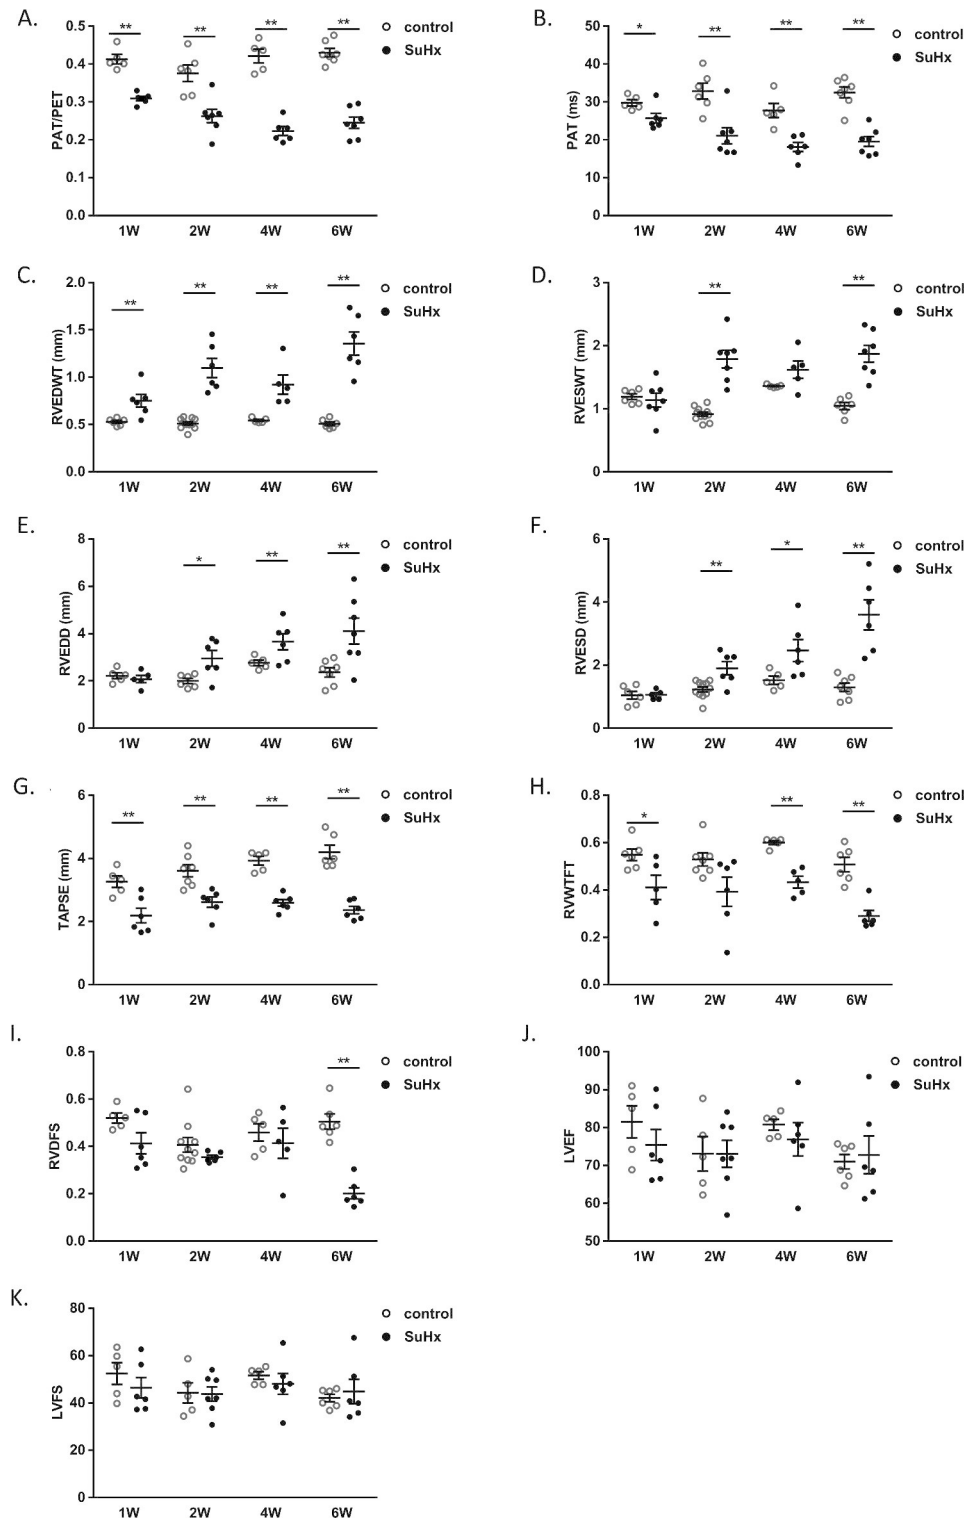 A.
PAT/PET
0.5
0.4
0.3
0.2
0.1
0.0
** ** ** **
1W 2W 4W 6W
control
SuHx
B.
PAT (ms)
50
40
30
20
10
0
* ** ** **
1W 2W 4W 6W
control
SuHx
C.
RVEDWT (mm)
2.0
1.5
1.0
0.5
0.0
** ** ** **
1W 2W 4W 6W
control
SuHx
D.
RVESWT (mm)
3
2
1
0
** **
1W 2W 4W 6W
control
SuHx
E.
RVEDD (mm)
6
6
4
2
0
* ** **
1W 2W 4W 6W
control
SuHx
F.
RVESD (mm)
6
4
2
0
** * **
1W 2W 4W 6W
control
SuHx
G.
TAPSE (mm)
6
4
2
0
** ** ** **
1W 2W 4W 6W
control
SuHx
H.
RVWTFT
0.8
0.6
0.4
0.2
0.0
* ** **
1W 2W 4W 6W
control
SuHx
I.
RVDFS
0.8
0.6
0.4
0.2
0.0
**
1W 2W 4W 6W
control
SuHx
J.
LVEF
100
90
80
70
60
50
1W 2W 4W 6W
control
SuHx
K.
LVFS
80
60
40
20
0
1W 2W 4W 6W
control
SuHx